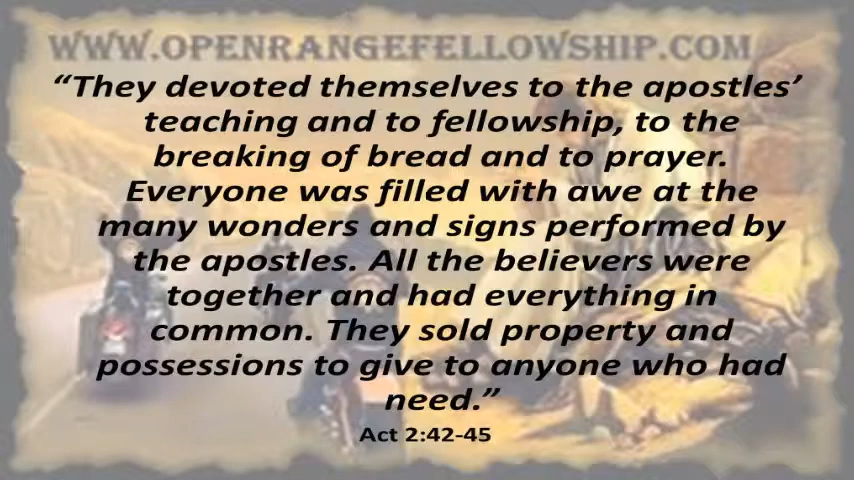 WWW.OPENRANGEFELLOWSHIP.COM
“They devoted themselves to the apostles’
teaching and to fellowship, to the
breaking of bread and to prayer.
Everyone was filled with awe at the
many wonders and signs performed by
the apostles. All the believers were
together and had everything in
common. They sold property and
possessions to give to anyone who had
need.”
Act 2:42-45